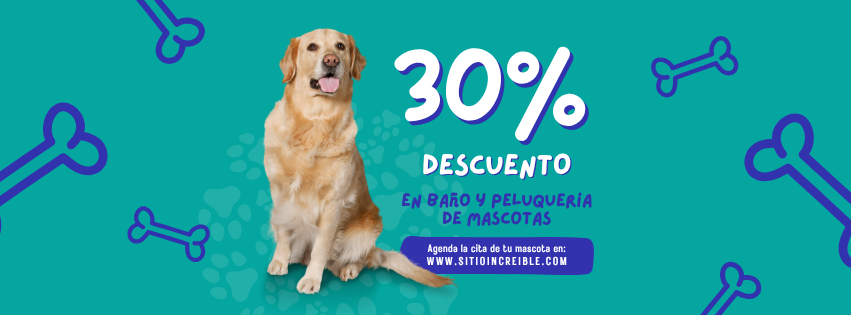 30%
DESCUENTO
EN BAÑO Y PELUQUERÍA
DE MASCOTAS
Agenda la cita de tu mascota en:
WWW.SITIOINCREIBLE.COM